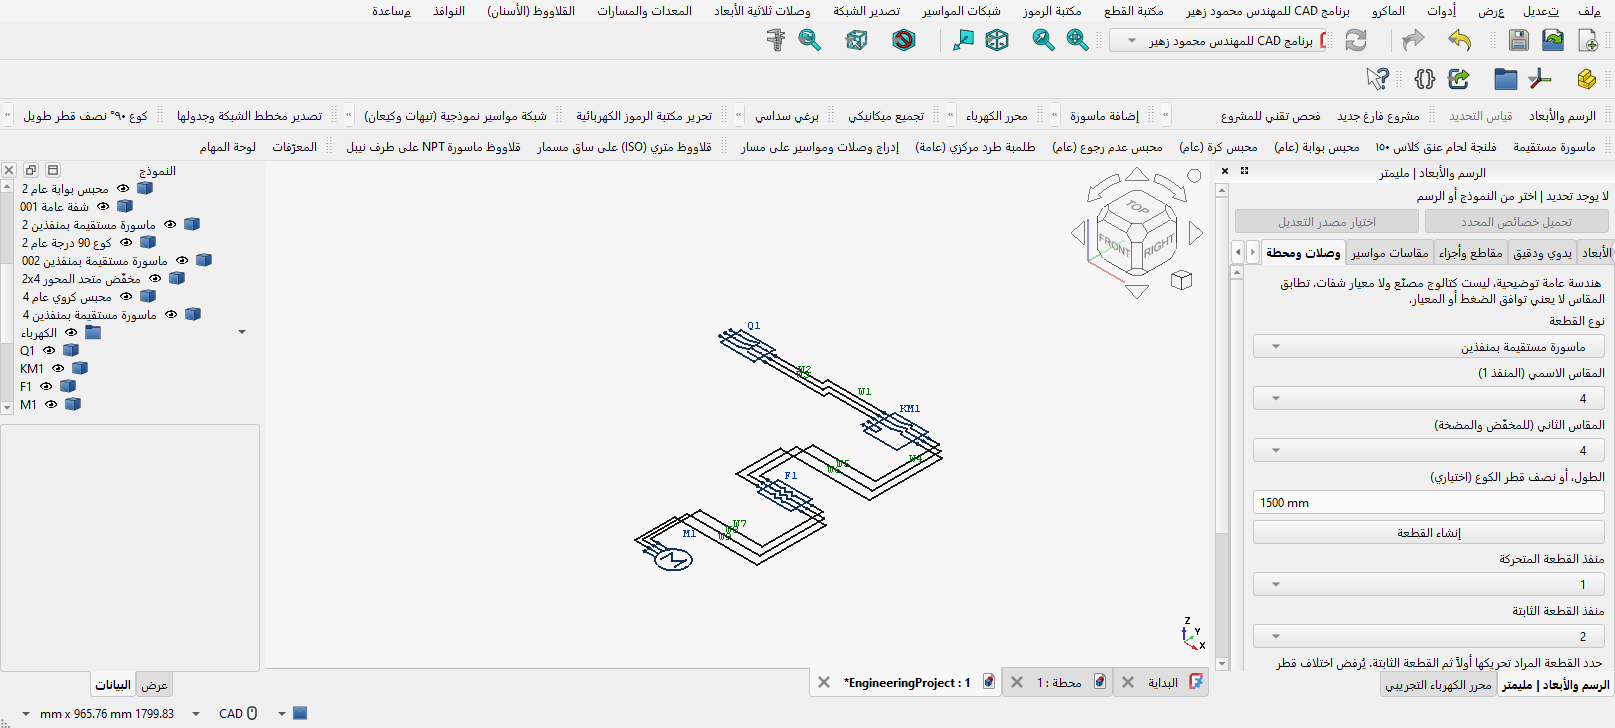 ملف	تعديل	عرض	أدوات	الماكرو	برنامج CAD للمهندس محمود زهير	مكتبة القطع	مكتبة الرموز	شبكات المواسير	تصدير الشبكة	وصلات ثلاثية الأبعاد	المعدات والمسارات	القلاووظ (الأسنان)	النوافذ	مساعدة
برنامج CAD للمهندس محمود زهير
الرسم والأبعاد	قياس التحديد	مشروع فارغ جديد	فحص تقني للمشروع	إضافة ماسورة	محرر الكهرباء	تجميع ميكانيكي	برغي سداسي	تحرير مكتبة الرموز الكهربائية	شبكة مواسير نموذجية (تيهات وكيعان)	تصدير مخطط الشبكة وجدولها	كوع ٩٠° نصف قطر طويل
ماسورة مستقيمة	فلنجة لحام عنق كلاس ١٥٠	محبس بوابة (عام)	محبس كرة (عام)	محبس عدم رجوع (عام)	طلمبة طرد مركزي (عامة)	إدراج وصلات ومواسير على مسار	قلاووظ متري (ISO) على ساق مسمار	قلاووظ ماسورة NPT على طرف نيبل	المعرّفات	لوحة المهام
الرسم والأبعاد | مليمتر
لا يوجد تحديد | اختر من النموذج أو الرسم
تحميل خصائص المحدد	اختيار مصدر التعديل
الأبعاد	يدوي ودقيق	مقاطع وأجزاء	مقاسات مواسير	وصلات ومحطة
هندسة عامة توضيحية، ليست كتالوج مصنّع ولا معيار شفات. تطابق
المقاس لا يعني توافق الضغط أو المعيار.
نوع القطعة
ماسورة مستقيمة بمنفذين
المقاس الاسمي (المنفذ 1)
4
المقاس الثاني (للمخفّض والمضخة)
4
الطول، أو نصف قطر الكوع (اختياري)
1500 mm
إنشاء القطعة
منفذ القطعة المتحركة
1
منفذ القطعة الثابتة
2
حدد القطعة المراد تحريكها أولاً ثم القطعة الثابتة. يُرفض اختلاف قطر
الرسم والأبعاد | مليمتر	محرر الكهرباء التجريبي
النموذج
محبس بوابة عام 2
شفة عامة 001
ماسورة مستقيمة بمنفذين 2
كوع 90 درجة عام 2
ماسورة مستقيمة بمنفذين 002
مخفّض متحد المحور 2x4
محبس كروي عام 4
ماسورة مستقيمة بمنفذين 4
الكهرباء
Q1
KM1
F1
M1
عرض	البيانات
TOP
FRONT
RIGHT
Q1
W1
KM1
W4
W5
F1
W7
M1
M
Z
Y
X
البداية	محطة : 1	EngineeringProject : 1*
mm x 965.76 mm 1799.83	CAD